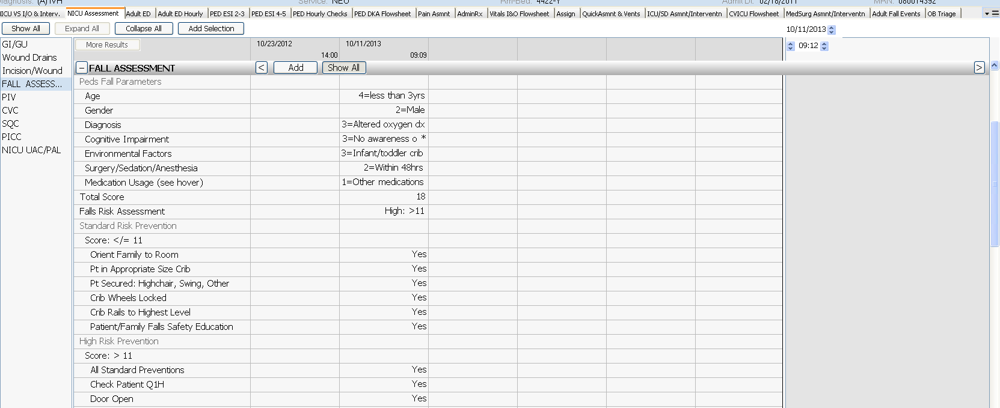 Diagnosis: (A) IVH Service: NEO Rm-Bed: 4422-Y Admit Dt: 02/18/2011 MRN: 080014392
NICU VS I/O & Interv. NICU Assessment Adult ED Adult ED Hourly PED ESI 2-3 PED ESI 4-5 PED Hourly Checks PED DKA Flowsheet Pain Asmnt AdminRx Vitals I&O Flowsheet Assign QuickAsmnt & Vents ICU/SD Asmnt/Interventn CVICU Flowsheet MedSurg Asmnt/Interventn Adult Fall Events OB Triage
Show All Expand All Collapse All Add Selection 10/11/2013
GI/GU
Wound Drains
Incision/Wound
FALL ASSESS...
PIV
CVC
SQC
PICC
NICU UAC/PAL
More Results 10/23/2012 10/11/2013 09:12
14:00 09:09
− FALL ASSESSMENT < Add Show All >
Peds Fall Parameters
Age 4=less than 3yrs
Gender 2=Male
Diagnosis 3=Altered oxygen dx
Cognitive Impairment 3=No awareness o *
Environmental Factors 3=Infant/toddler crib
Surgery/Sedation/Anesthesia 2=Within 48hrs
Medication Usage (see hover) 1=Other medications
Total Score 18
Falls Risk Assessment High: >11
Standard Risk Prevention
Score: </= 11
Orient Family to Room Yes
Pt in Appropriate Size Crib Yes
Pt Secured: Highchair, Swing, Other Yes
Crib Wheels Locked Yes
Crib Rails to Highest Level Yes
Patient/Family Falls Safety Education Yes
High Risk Prevention
Score: > 11
All Standard Preventions Yes
Check Patient Q1H Yes
Door Open Yes